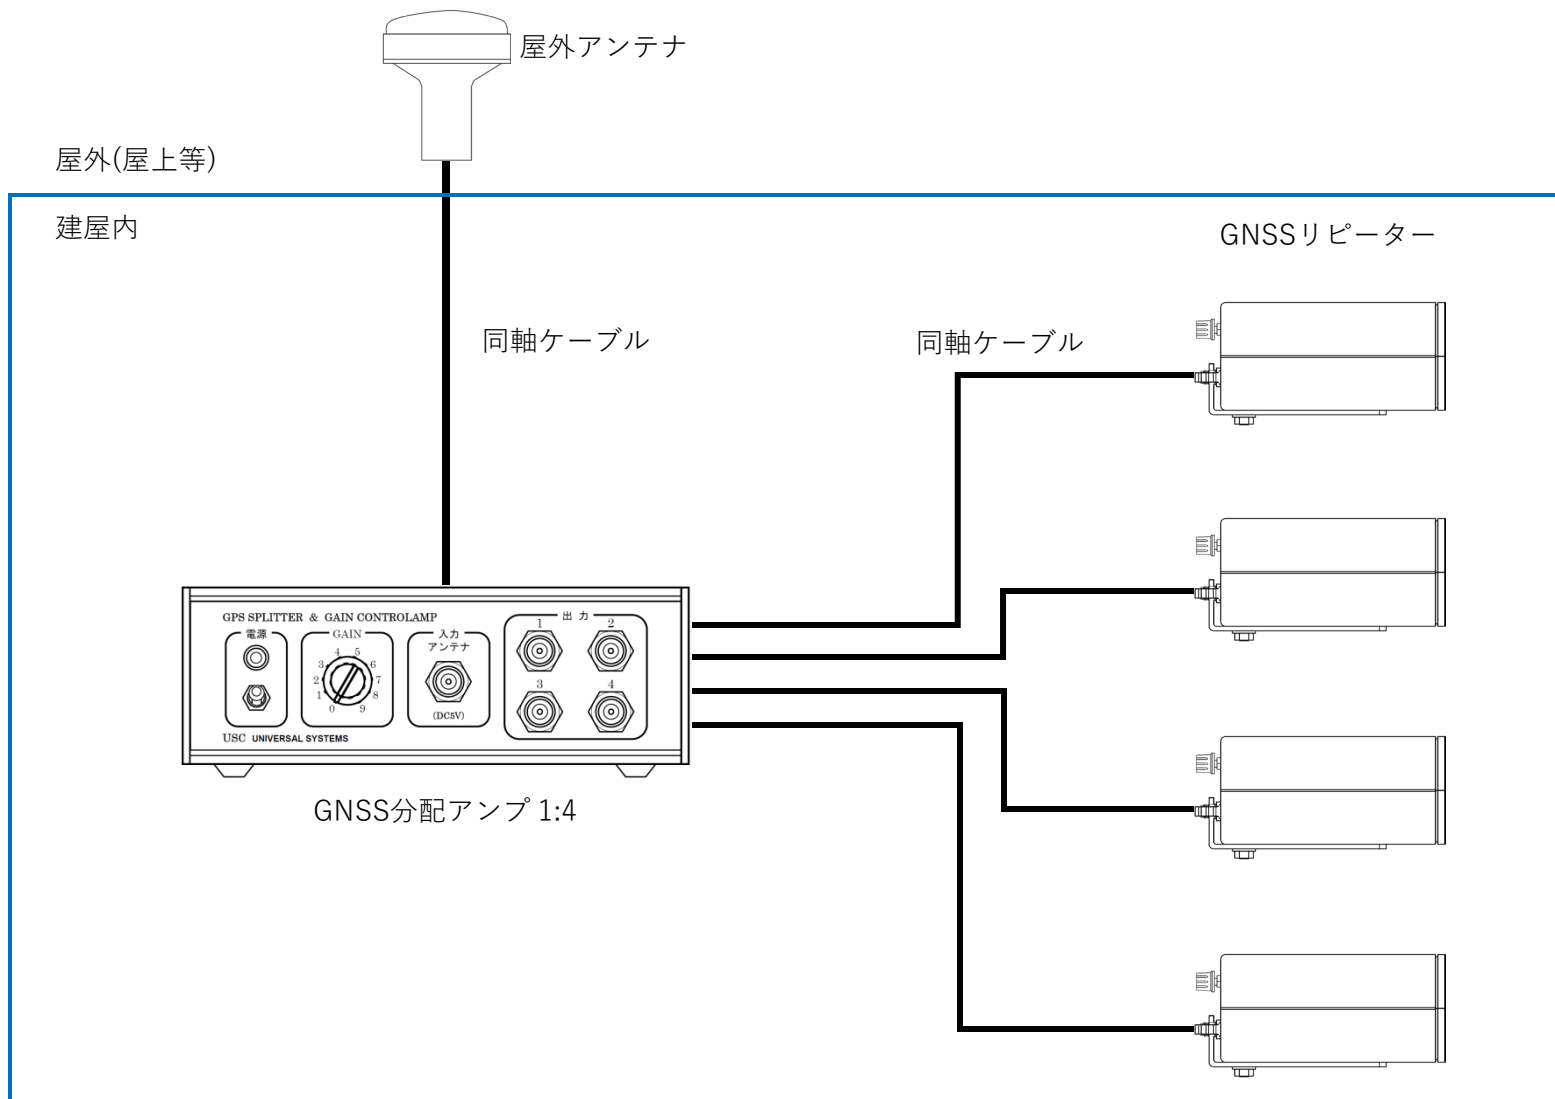 屋外アンテナ
屋外(屋上等)
建屋内
GNSSリピーター
同軸ケーブル
同軸ケーブル
GPS SPLITTER & GAIN CONTROLAMP
電源
GAIN
0
1
2
3
4
5
6
7
8
9
入力
アンテナ
(DC5V)
出力
1
2
3
4
USC UNIVERSAL SYSTEMS
GNSS分配アンプ 1:4